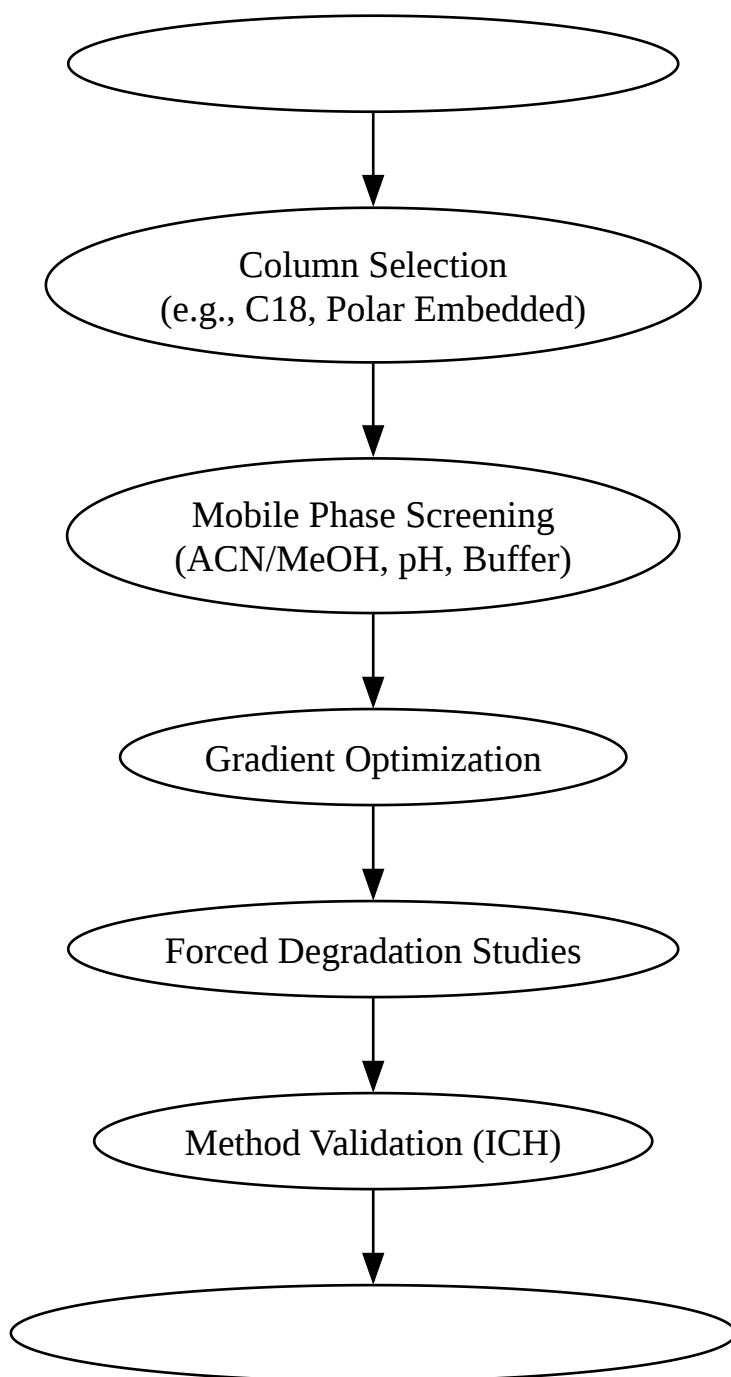 Column Selection
(e.g., C18, Polar Embedded)
Mobile Phase Screening
(ACN/MeOH, pH, Buffer)
Gradient Optimization
Forced Degradation Studies
Method Validation (ICH)